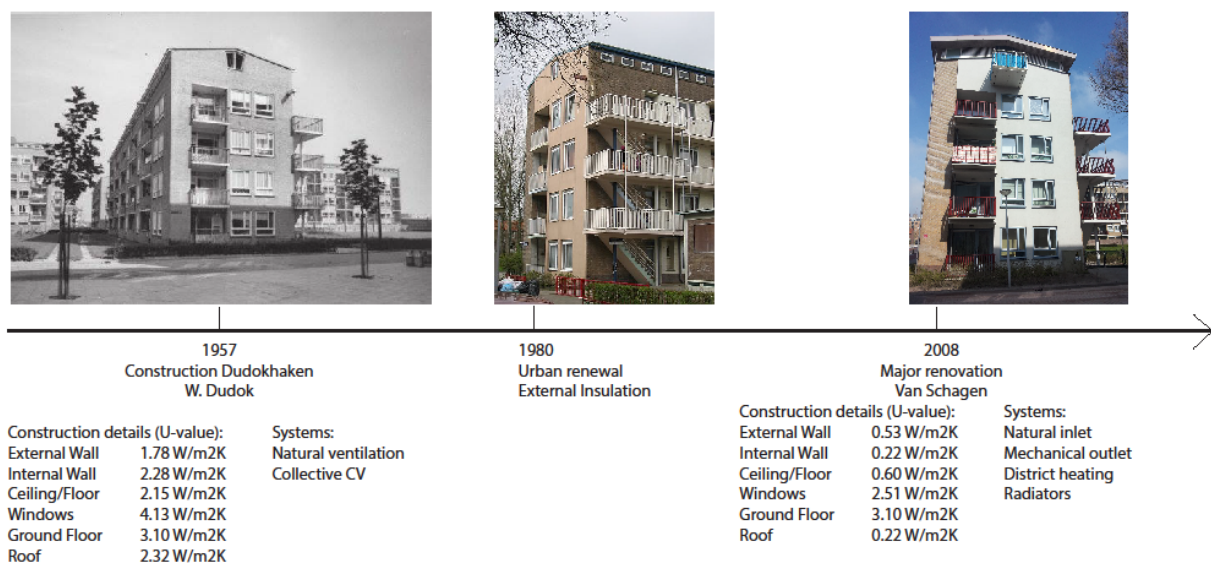 1957
Construction Dudokhaken
W. Dudok
Construction details (U-value):
External Wall 1.78 W/m2K
Internal Wall 2.28 W/m2K
Ceiling/Floor 2.15 W/m2K
Windows 4.13 W/m2K
Ground Floor 3.10 W/m2K
Roof 2.32 W/m2K
Systems:
Natural ventilation
Collective CV
1980
Urban renewal
External Insulation
2008
Major renovation
Van Schagen
Construction details (U-value):
External Wall 0.53 W/m2K
Internal Wall 0.22 W/m2K
Ceiling/Floor 0.60 W/m2K
Windows 2.51 W/m2K
Ground Floor 3.10 W/m2K
Roof 0.22 W/m2K
Systems:
Natural inlet
Mechanical outlet
District heating
Radiators